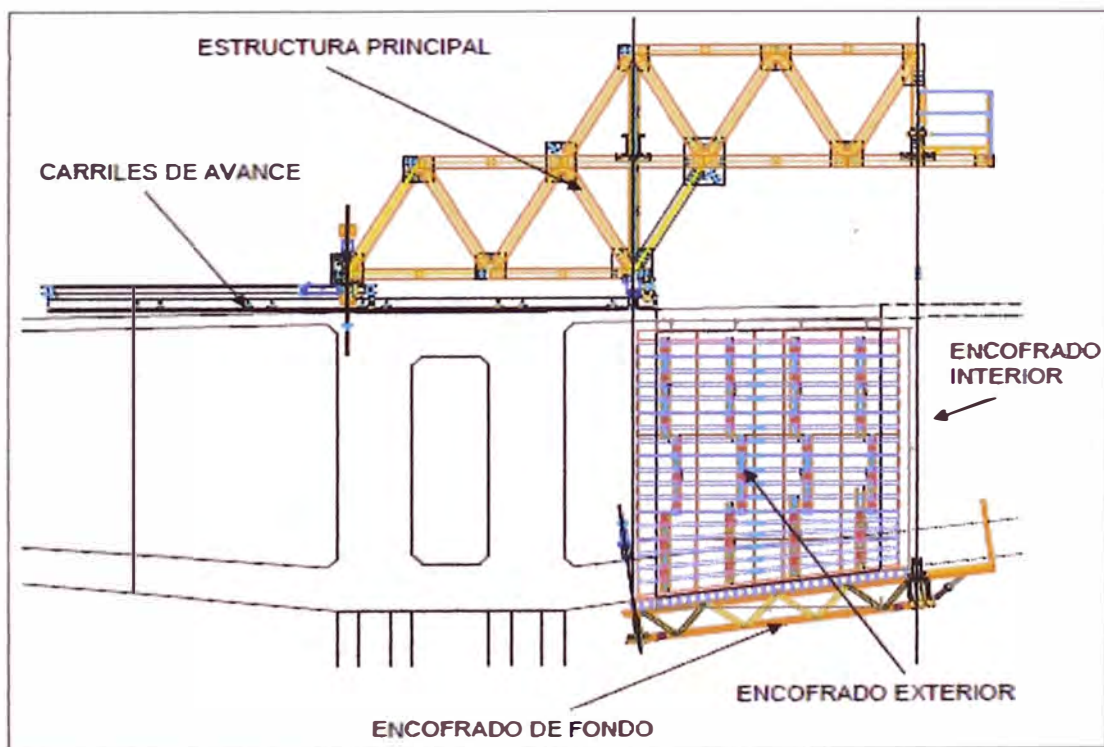 ESTRUCTURA PRINCIPAL
CARRILES DE AVANCE
ENCOFRADO
INTERIOR
ENCOFRADO EXTERIOR
ENCOFRADO DE FONDO